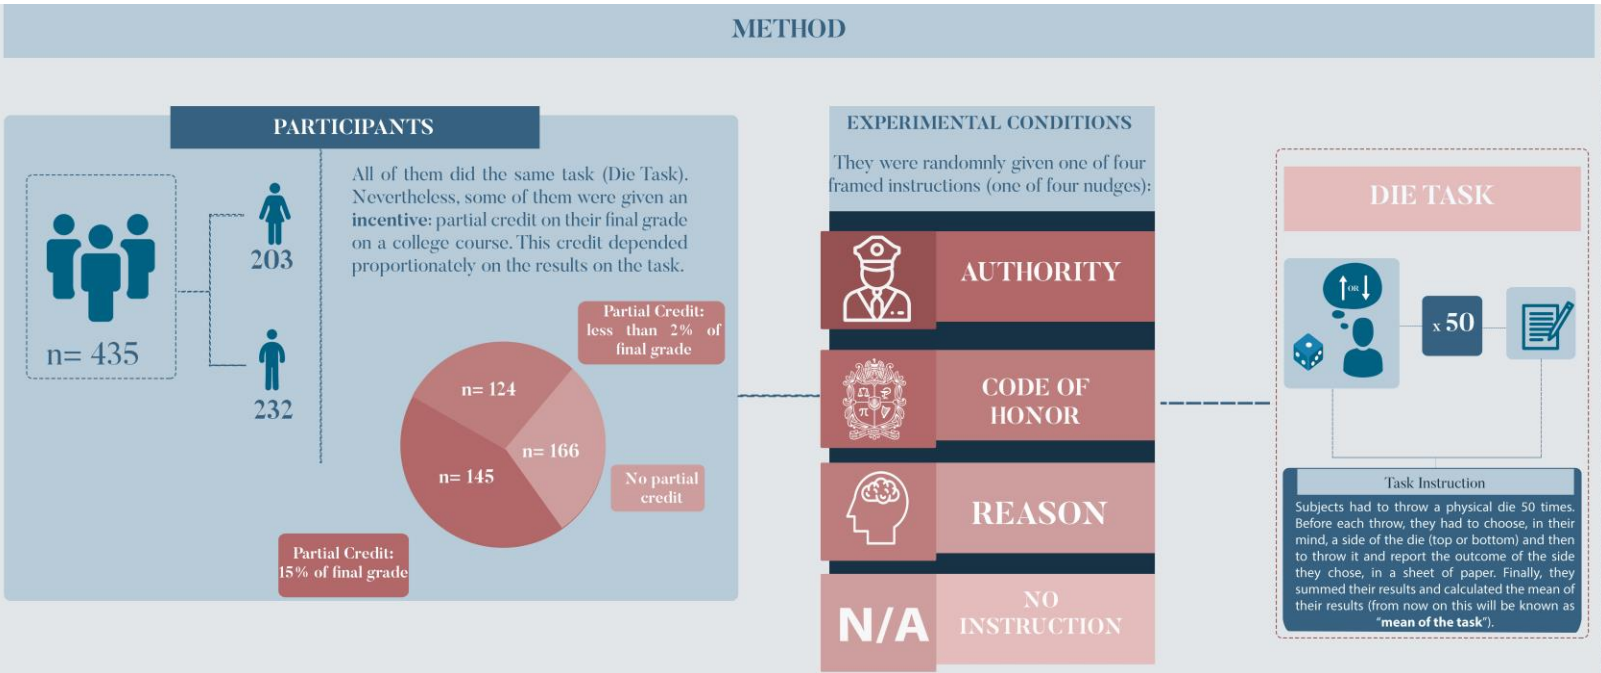 METHOD
PARTICIPANTS
n= 435
203
232
All of them did the same task (Die Task).
Nevertheless, some of them were given an
incentive: partial credit on their final grade
on a college course. This credit depended
proportionately on the results on the task.
Partial Credit:
less than 2% of
final grade
n= 124
n= 166
n= 145
No partial
credit
Partial Credit:
15% of final grade
EXPERIMENTAL CONDITIONS
They were randomnly given one of four
framed instructions (one of four nudges):
AUTHORITY
Ω
π
CODE OF
HONOR
REASON
N/A
NO
INSTRUCTION
DIE TASK
OR
x 50
Task Instruction
Subjects had to throw a physical die 50 times.
Before each throw, they had to choose, in their
mind, a side of the die (top or bottom) and then
to throw it and report the outcome of the side
they chose, in a sheet of paper. Finally, they
summed their results and calculated the mean of
their results (from now on this will be known as
"mean of the task").